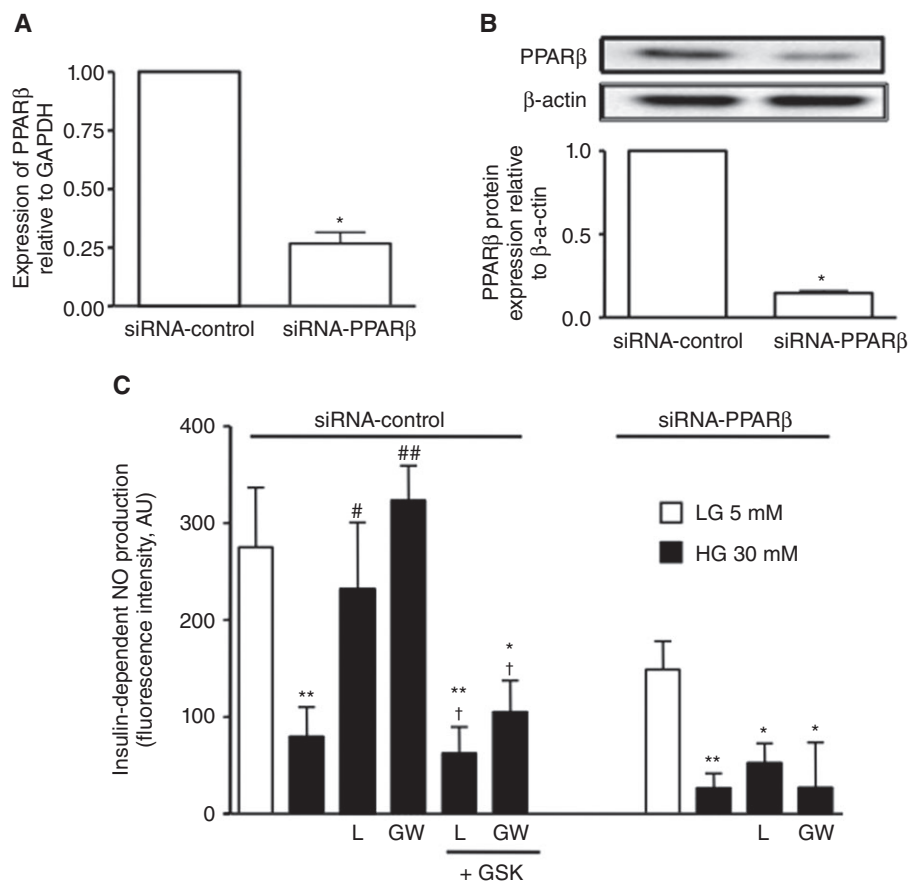 A
Expression of PPARβ
relative to GAPDH
1.00
0.75
0.50
0.25
0.00
*
siRNA-control
siRNA-PPARβ
B
PPARβ
β-actin
PPARβ protein
expression relative
to β-a-ctin
1.0
0.5
0.0
*
siRNA-control
siRNA-PPARβ
C
Insulin-dependent NO production
(fluorescence intensity, AU)
400
300
200
100
0
siRNA-control
siRNA-PPARβ
LG 5 mM
HG 30 mM
**
#
##
**
†
*
†
**
*
*
L
GW
L
GW
L
GW
+ GSK